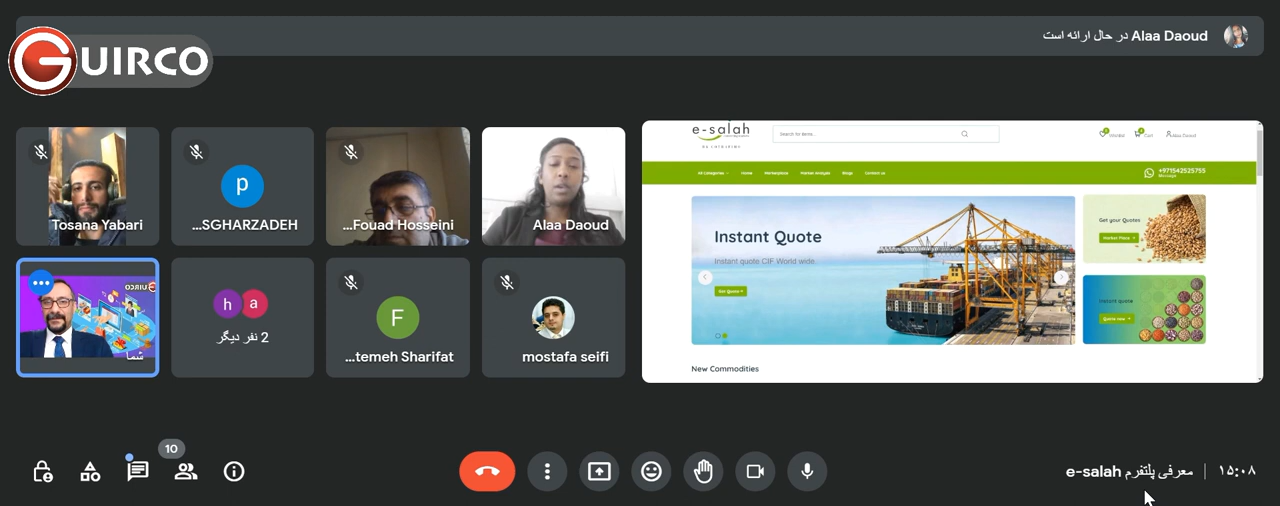 Alaa Daoud در حال ارائه است
GUIRCO
Tosana Yabari
p
...SGHARZADEH
...Fouad Hosseini
Alaa Daoud
GUIRCO
شما
h a
2 نفر دیگر
F
...temeh Sharifat
mostafa seifi
e-salah
Search for items...
Cart
Alaa Daoud
All Categories
Home
Marketplace
Market Analysis
Blogs
Contact us
+971542525755
Message
Instant Quote
Instant quote CIF World wide.
Get Quote
Get your Quotes
Market Place
Instant quote
Quote now
New Commodities
10
معرفی پلتفرم e-salah | ۱۵:۰۸